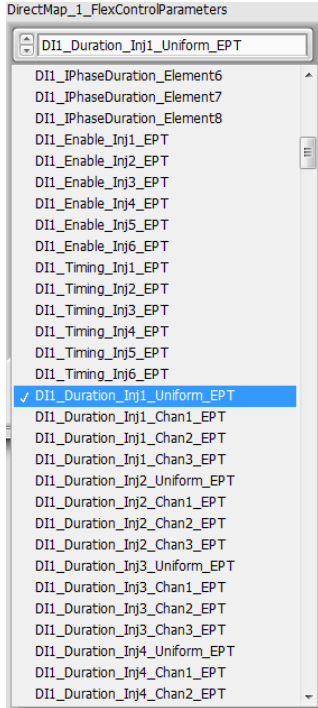 DirectMap_1_FlexControlParameters
DI1_Duration_Inj1_Uniform_EPT
DI1_IPhaseDuration_Element6
DI1_IPhaseDuration_Element7
DI1_IPhaseDuration_Element8
DI1_Enable_Inj1_EPT
DI1_Enable_Inj2_EPT
DI1_Enable_Inj3_EPT
DI1_Enable_Inj4_EPT
DI1_Enable_Inj5_EPT
DI1_Enable_Inj6_EPT
DI1_Timing_Inj1_EPT
DI1_Timing_Inj2_EPT
DI1_Timing_Inj3_EPT
DI1_Timing_Inj4_EPT
DI1_Timing_Inj5_EPT
DI1_Timing_Inj6_EPT
✓ DI1_Duration_Inj1_Uniform_EPT
DI1_Duration_Inj1_Chan1_EPT
DI1_Duration_Inj1_Chan2_EPT
DI1_Duration_Inj1_Chan3_EPT
DI1_Duration_Inj2_Uniform_EPT
DI1_Duration_Inj2_Chan1_EPT
DI1_Duration_Inj2_Chan2_EPT
DI1_Duration_Inj2_Chan3_EPT
DI1_Duration_Inj3_Uniform_EPT
DI1_Duration_Inj3_Chan1_EPT
DI1_Duration_Inj3_Chan2_EPT
DI1_Duration_Inj3_Chan3_EPT
DI1_Duration_Inj4_Uniform_EPT
DI1_Duration_Inj4_Chan1_EPT
DI1_Duration_Inj4_Chan2_EPT